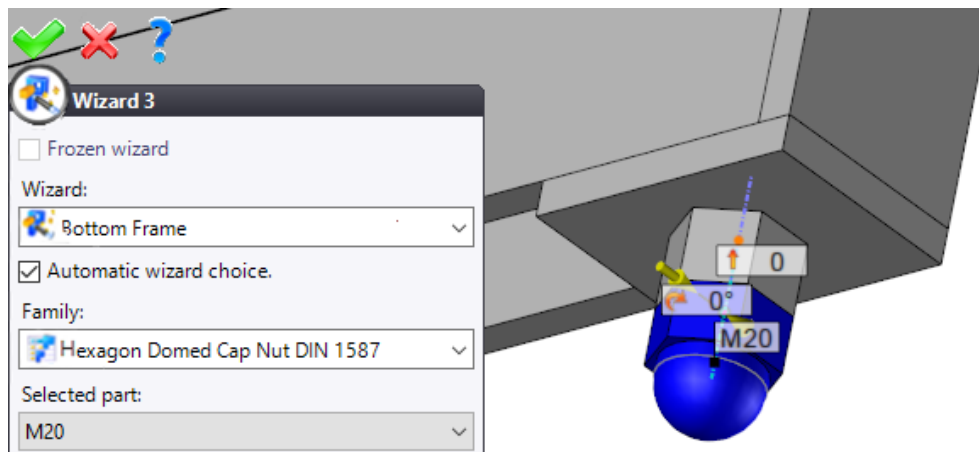 Wizard 3
Frozen wizard
Wizard:
Bottom Frame
Automatic wizard choice.
Family:
Hexagon Domed Cap Nut DIN 1587
Selected part:
M20
0
0°
M20